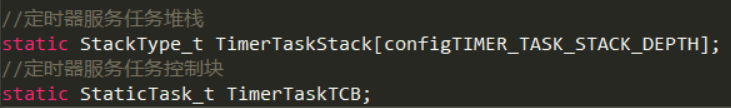 //定时器服务任务堆栈
static StackType_t TimerTaskStack[configTIMER_TASK_STACK_DEPTH];
//定时器服务任务控制块
static StaticTask_t TimerTaskTCB;